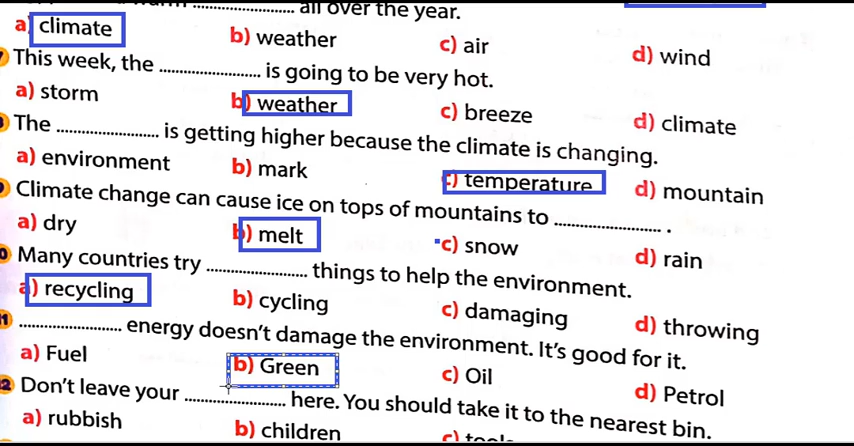 all over the year.
a) climate b) weather c) air d) wind
This week, the .................... is going to be very hot.
a) storm b) weather c) breeze d) climate
The .................... is getting higher because the climate is changing.
a) environment b) mark c) temperature d) mountain
Climate change can cause ice on tops of mountains to .................... .
a) dry b) melt c) snow d) rain
Many countries try .................... things to help the environment.
a) recycling b) cycling c) damaging d) throwing
11 .................... energy doesn't damage the environment. It's good for it.
a) Fuel b) Green c) Oil d) Petrol
Don't leave your .................... here. You should take it to the nearest bin.
a) rubbish b) children c)